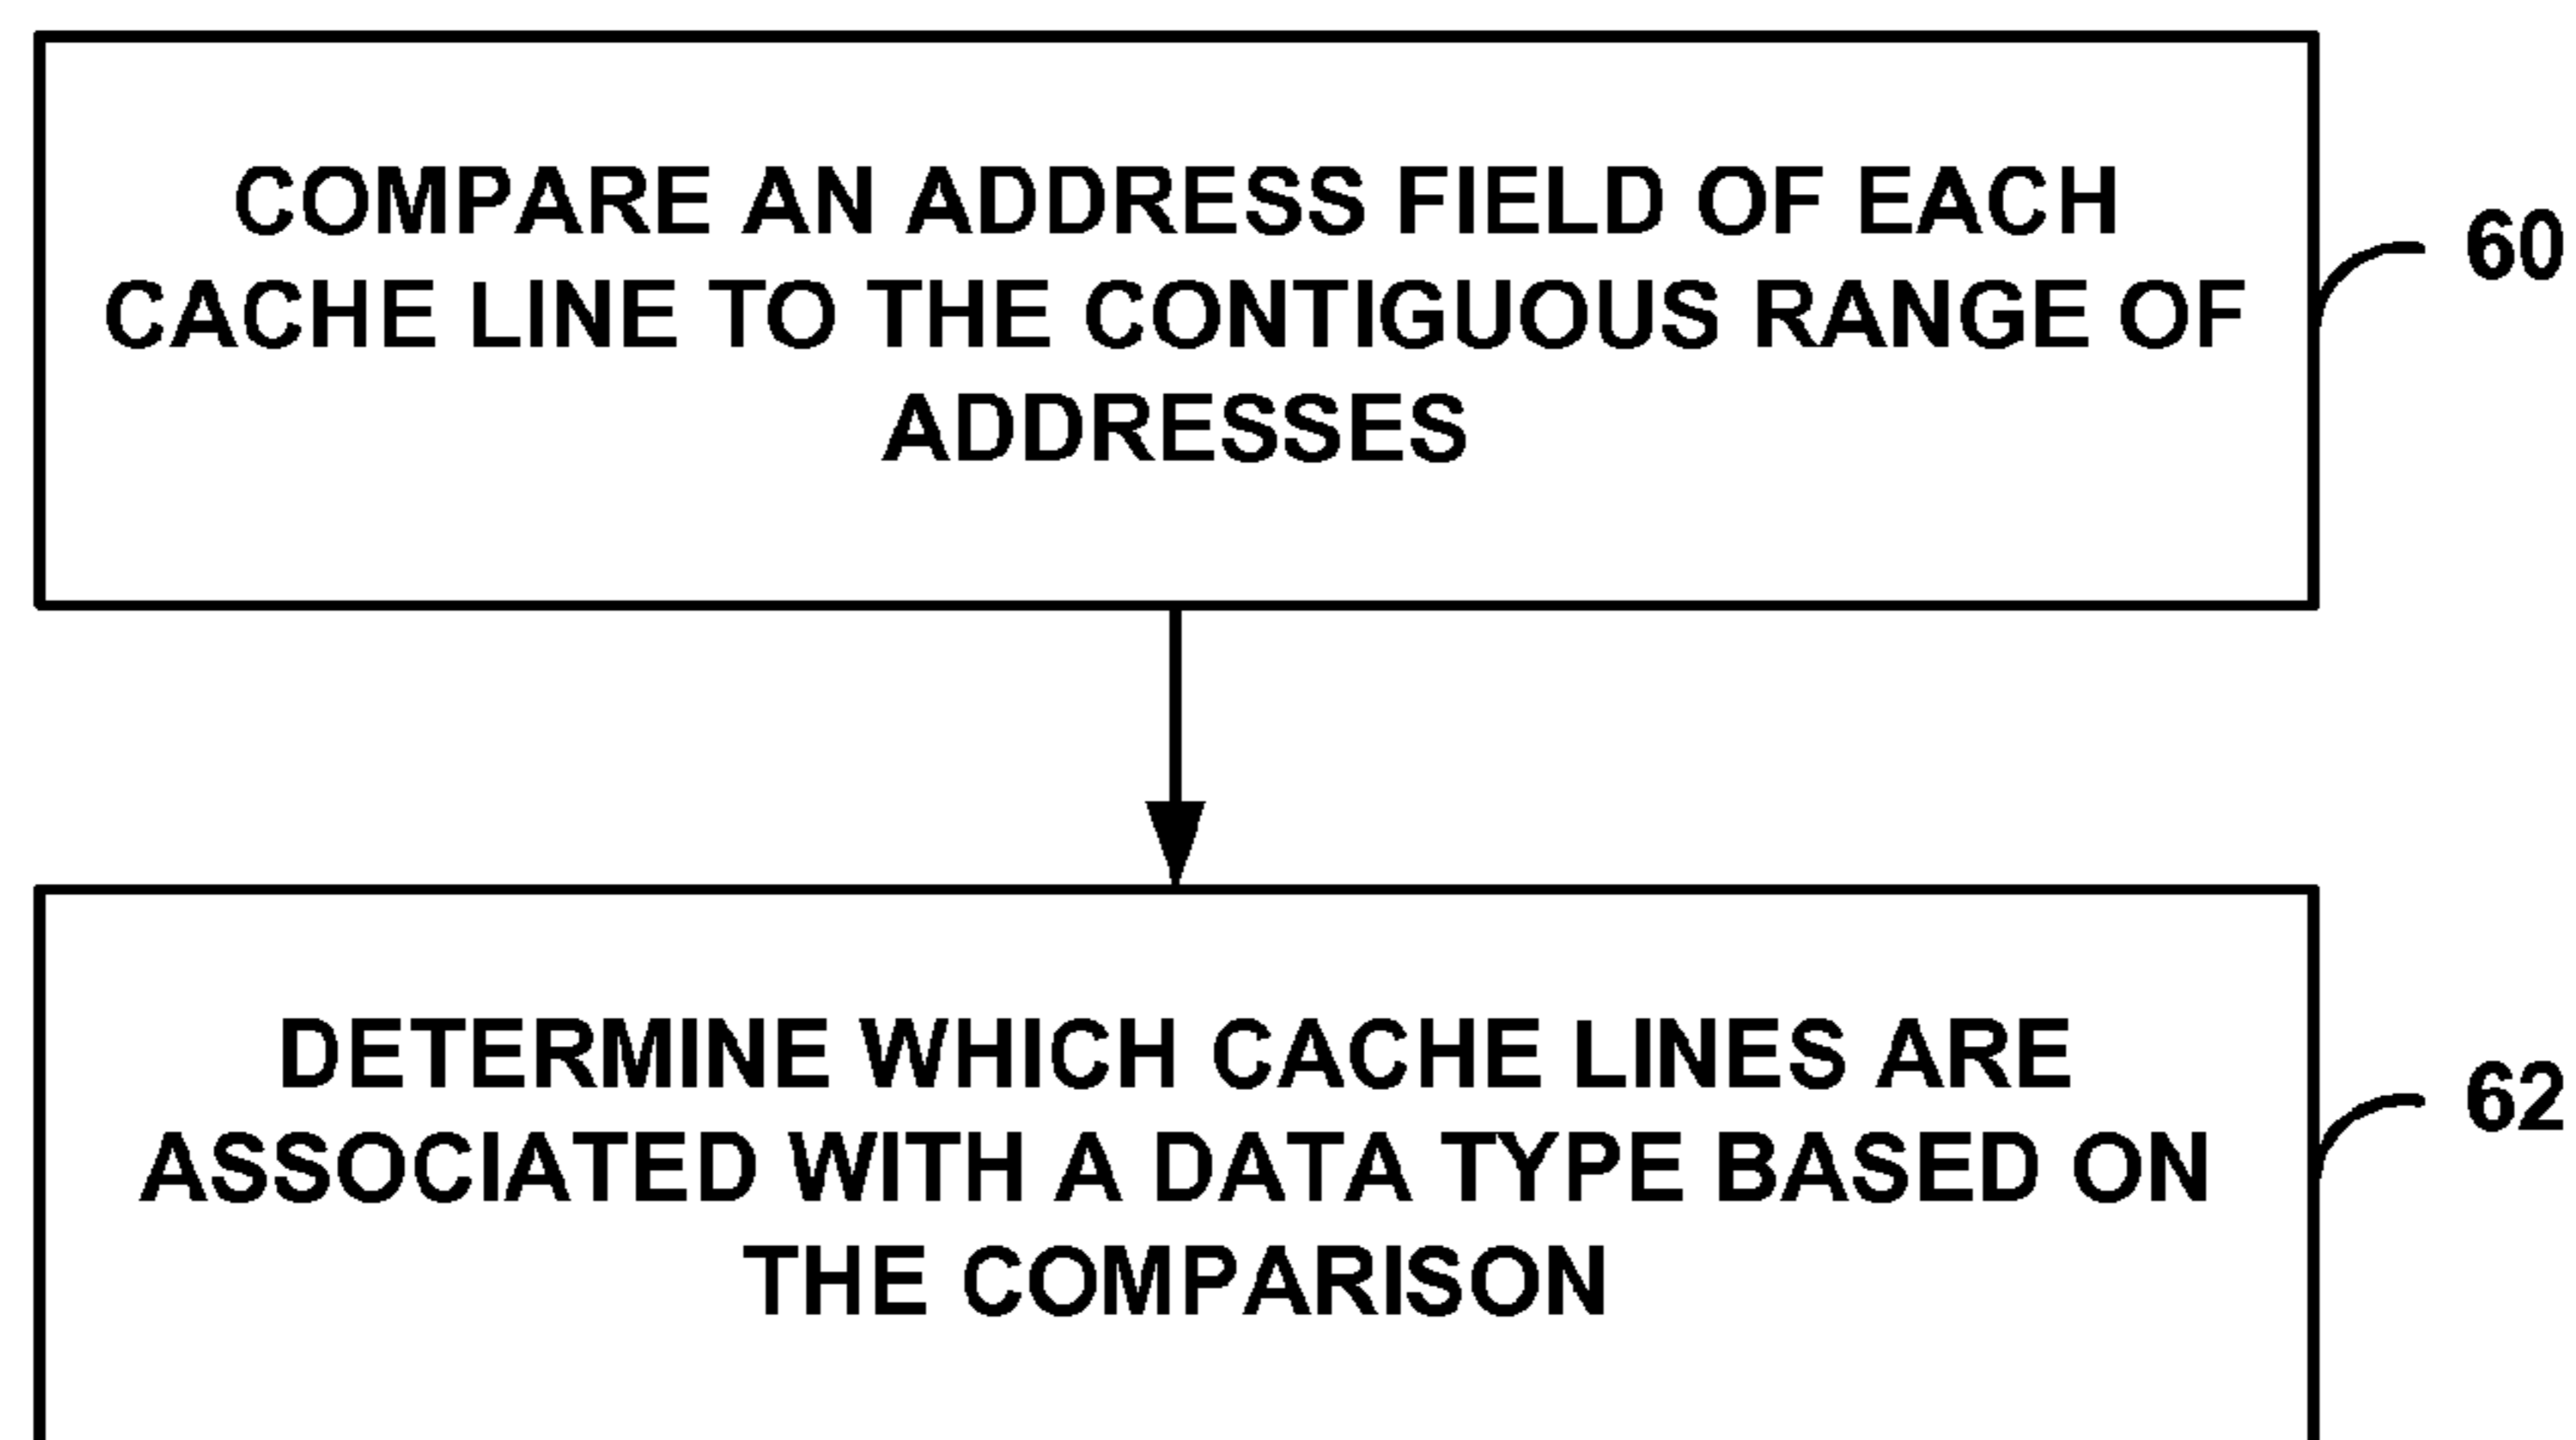 COMPARE AN ADDRESS FIELD OF EACH
CACHE LINE TO THE CONTIGUOUS RANGE OF
ADDRESSES
60
DETERMINE WHICH CACHE LINES ARE
ASSOCIATED WITH A DATA TYPE BASED ON
THE COMPARISON
62